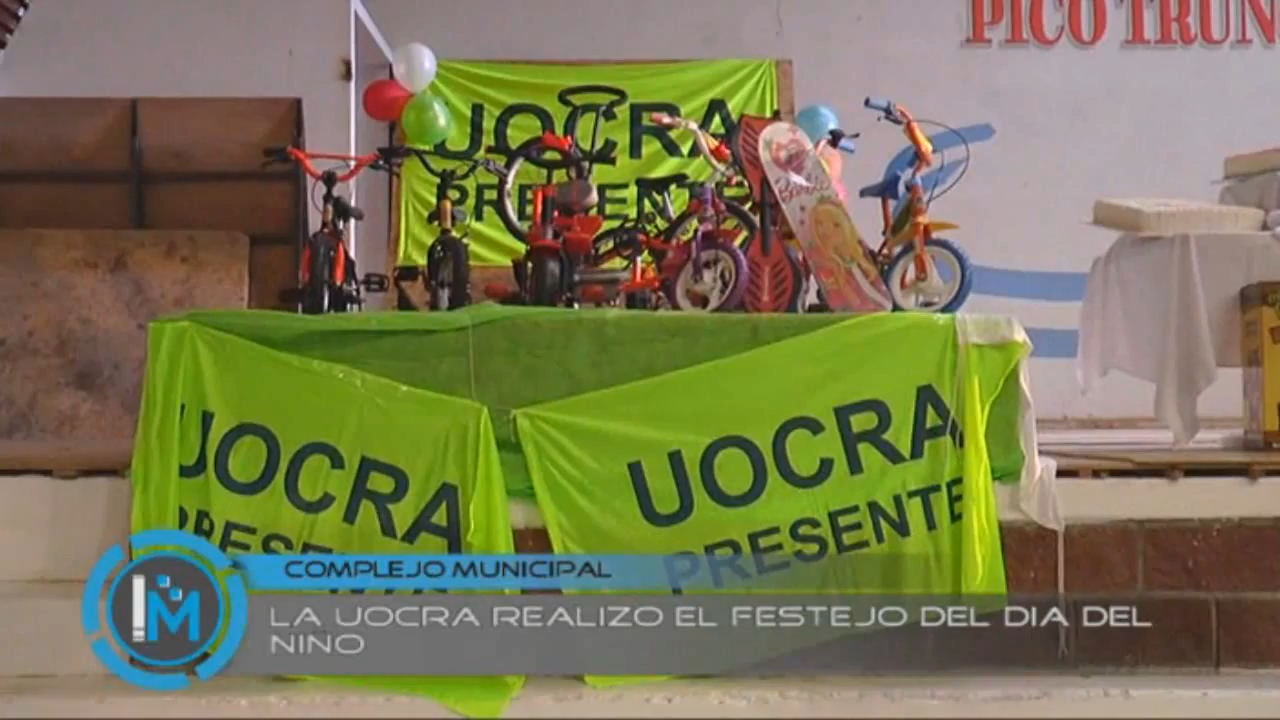 PICO TRUN
UOCRA
PRESENTE
Barbie
UOCRA
PRESENTE
UOCRA
PRESENTE
COMPLEJO MUNICIPAL
LA UOCRA REALIZO EL FESTEJO DEL DIA DEL
NIÑO
M